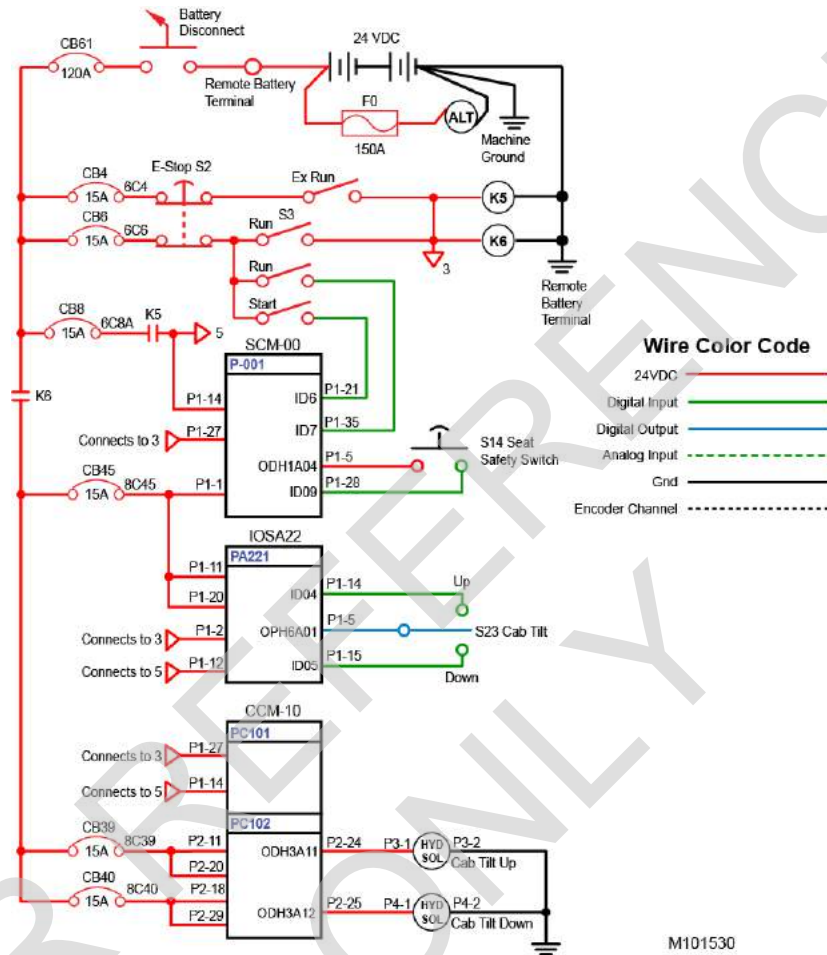 Battery
Disconnect
CB61
120A
24 VDC
Remote Battery
Terminal
F0
150A
ALT
Machine
Ground
E-Stop S2
CB4
15A
6C4
Ex Run
K5
CB6
15A
6C6
Run
S3
K6
3
Run
Start
Remote
Battery
Terminal
CB8
15A
6C8A
K5
5
K6
SCM-00
P-001
P1-14
ID6
P1-21
Connects to 3
P1-27
ID7
P1-35
ODH1A04
P1-5
S14 Seat
Safety Switch
CB45
15A
8C45
P1-1
ID09
P1-28
Wire Color Code
24VDC
Digital Input
Digital Output
Analog Input
Gnd
Encoder Channel
IOSA22
PA221
P1-11
P1-20
ID04
P1-14
Up
Connects to 3
P1-2
OPH6A01
P1-5
S23 Cab Tilt
Connects to 5
P1-12
ID05
P1-15
Down
CCM-10
PC101
Connects to 3
P1-27
Connects to 5
P1-14
PC102
CB39
15A
8C39
P2-11
P2-20
ODH3A11
P2-24
P3-1
HYD
SOL
P3-2
Cab Tilt Up
CB40
15A
8C40
P2-18
P2-29
ODH3A12
P2-25
P4-1
HYD
SOL
P4-2
Cab Tilt Down
M101530
R REFERENC
ONLY